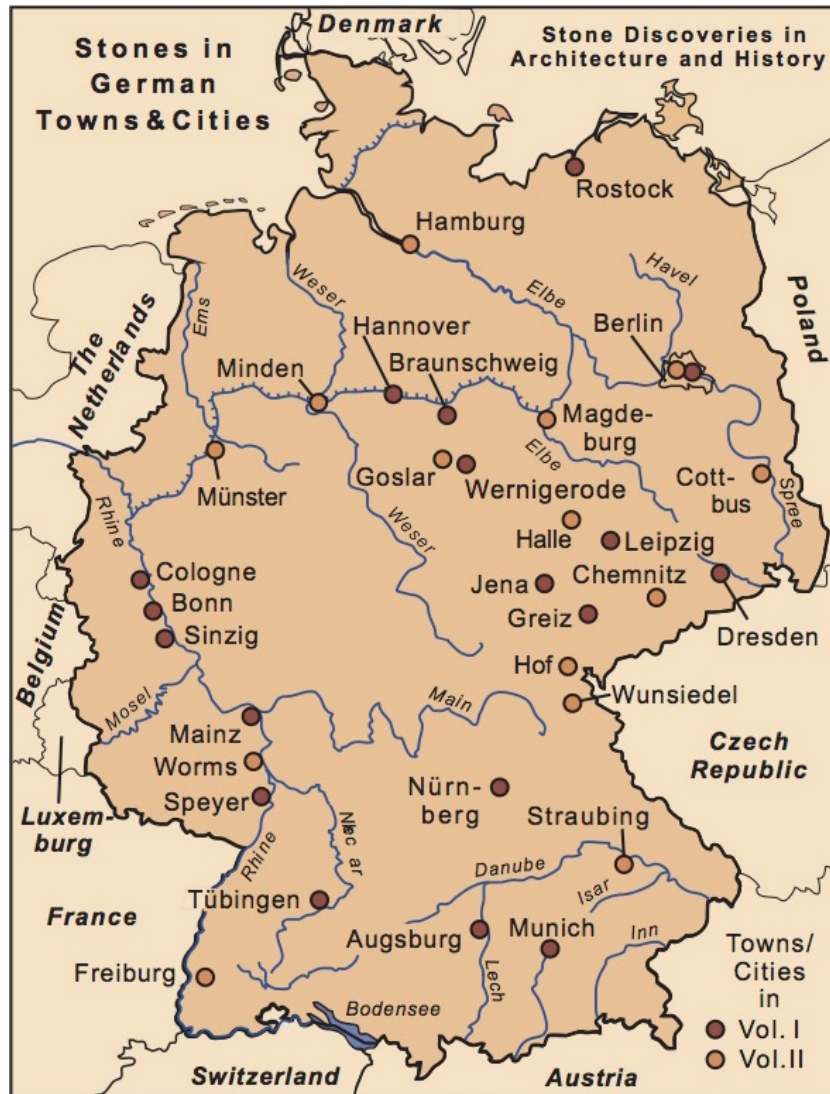 Stones in
German
Towns&Cities
Denmark
Stone Discoveries in
Architecture and History
Rostock
Hamburg
Havel
Weser
Elbe
Poland
Ems
Hannover
Berlin
The
Netherlands
Braunschweig
Minden
Magde-
burg
Elbe
Goslar
Wernigerode
Cott-
bus
Münster
Spree
Rhine
Weser
Halle
Leipzig
Cologne
Jena
Chemnitz
Bonn
Greiz
Sinzig
Dresden
Belgium
Hof
Mosel
Main
Wunsiedel
Mainz
Czech
Republic
Worms
Nürn-
berg
Speyer
Luxem-
burg
Straubing
Rhine
Danube
Isar
Tübingen
France
Augsburg
Munich
Inn
Towns/
Cities
in
Freiburg
Lech
Bodensee
Vol. I
Vol. II
Switzerland
Austria